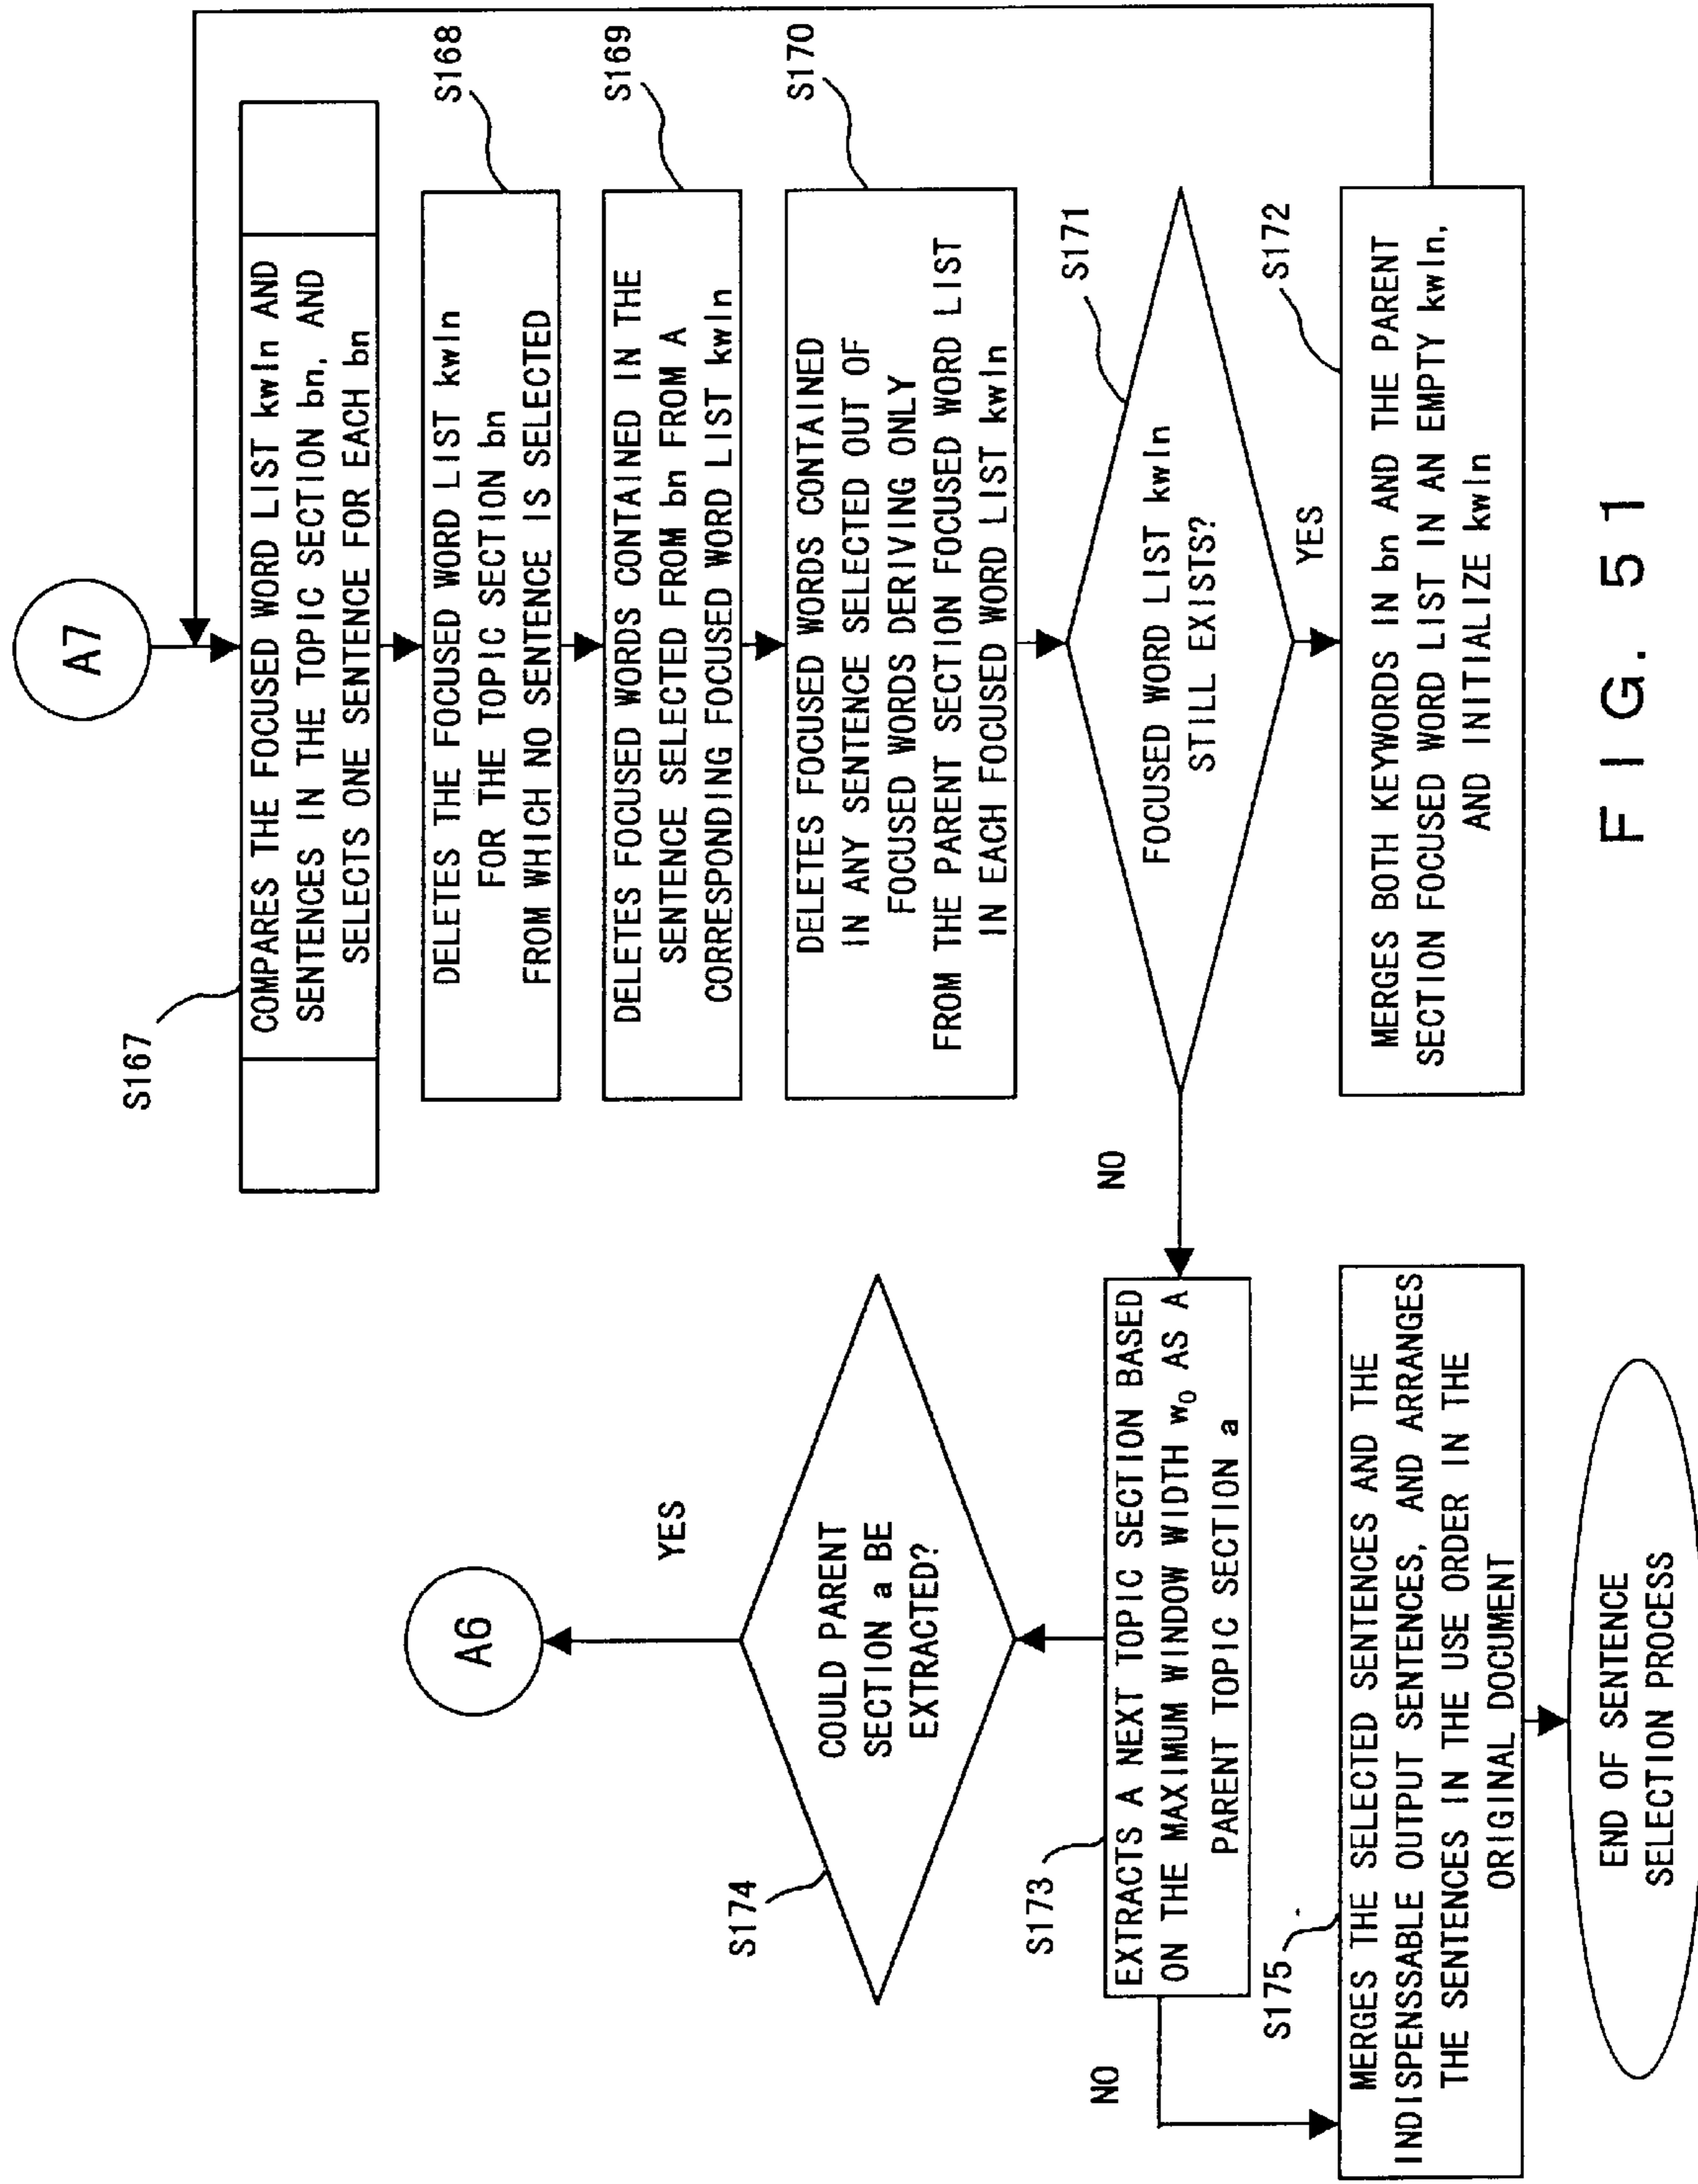 A7
S167
COMPARES THE FOCUSED WORD LIST kwln AND
SENTENCES IN THE TOPIC SECTION bn, AND
SELECTS ONE SENTENCE FOR EACH bn
S168
DELETES THE FOCUSED WORD LIST kwln
FOR THE TOPIC SECTION bn
FROM WHICH NO SENTENCE IS SELECTED
S169
DELETES FOCUSED WORDS CONTAINED IN THE
SENTENCE SELECTED FROM bn FROM A
CORRESPONDING FOCUSED WORD LIST kwln
S170
DELETES FOCUSED WORDS CONTAINED
IN ANY SENTENCE SELECTED OUT OF
FOCUSED WORDS DERIVING ONLY
FROM THE PARENT SECTION FOCUSED WORD LIST
IN EACH FOCUSED WORD LIST kwln
S171
FOCUSED WORD LIST kwln
STILL EXISTS?
NO
YES
S172
MERGES BOTH KEYWORDS IN bn AND THE PARENT
SECTION FOCUSED WORD LIST IN AN EMPTY kwln,
AND INITIALIZE kwln
A6
YES
S174
COULD PARENT
SECTION a BE
EXTRACTED?
S173
EXTRACTS A NEXT TOPIC SECTION BASED
ON THE MAXIMUM WINDOW WIDTH w₀ AS A
PARENT TOPIC SECTION a
NO
S175
MERGES THE SELECTED SENTENCES AND THE
INDISPENSSABLE OUTPUT SENTENCES, AND ARRANGES
THE SENTENCES IN THE USE ORDER IN THE
ORIGINAL DOCUMENT
END OF SENTENCE
SELECTION PROCESS
FIG. 51